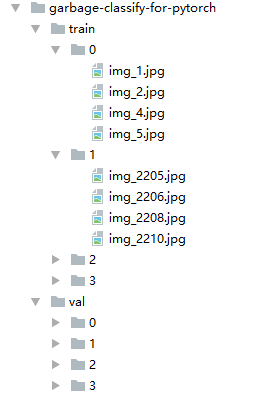 garbage-classify-for-pytorch
train
0
img_1.jpg
img_2.jpg
img_4.jpg
img_5.jpg
1
img_2205.jpg
img_2206.jpg
img_2208.jpg
img_2210.jpg
2
3
val
0
1
2
3